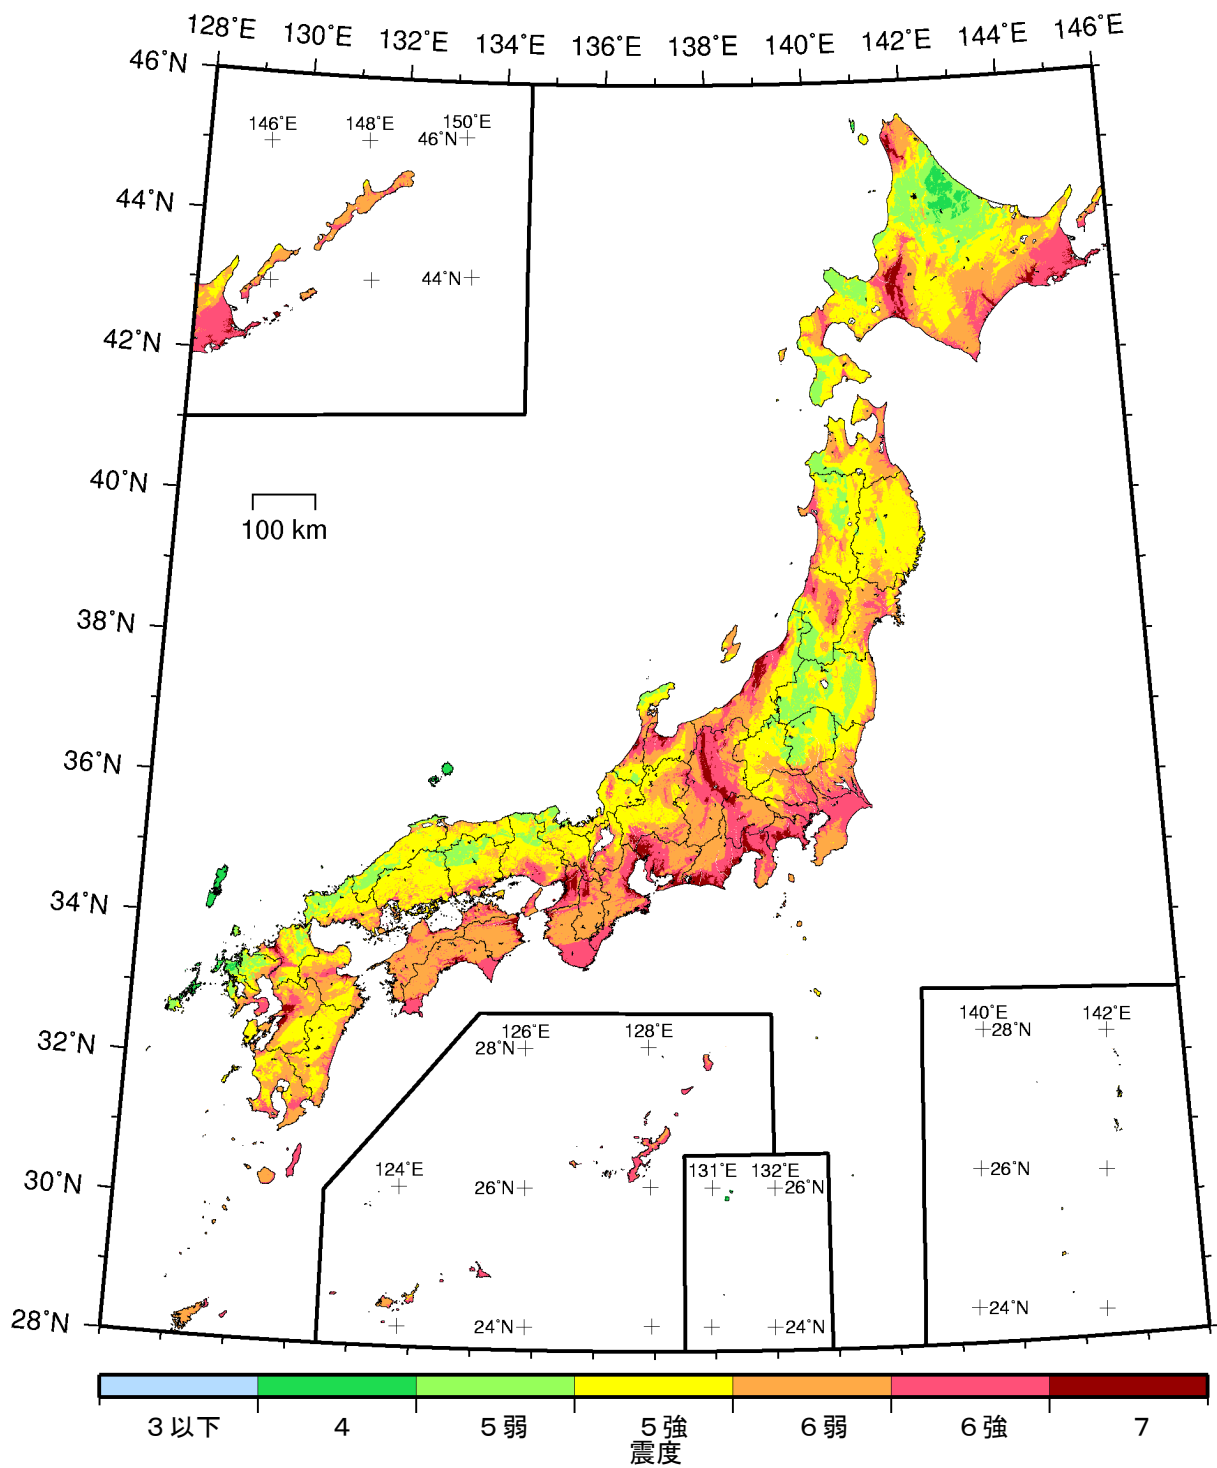 128°E 130°E 132°E 134°E 136°E 138°E 140°E 142°E 144°E 146°E
46°N
146°E 148°E 150°E
46°N
44°N
44°N
42°N
40°N
100 km
38°N
36°N
34°N
32°N
30°N
28°N
126°E 128°E
28°N
124°E
26°N
24°N
131°E 132°E
26°N
24°N
140°E 142°E
28°N
26°N
24°N
3以下 4 5弱 5強 6弱 6強 7
震度